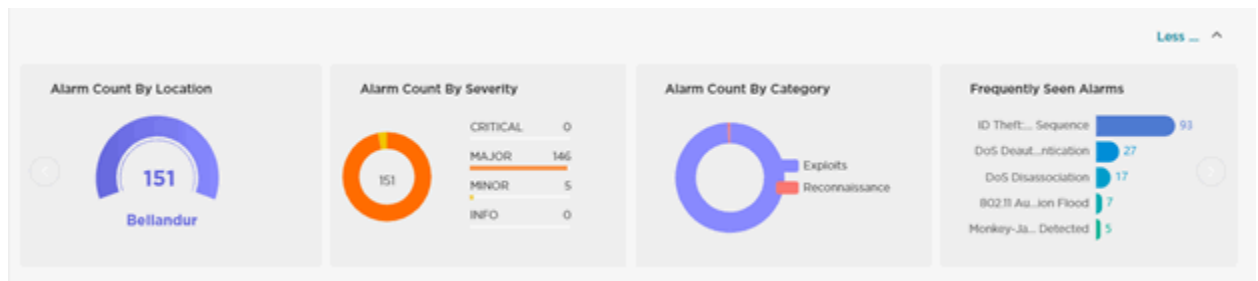 Less ...
Alarm Count By Location
151
Bellandur
Alarm Count By Severity
151
CRITICAL 0
MAJOR 146
MINOR 5
INFO 0
Alarm Count By Category
Exploits
Reconnaissance
Frequently Seen Alarms
ID Theft:... Sequence 93
DoS Deaut...ntication 27
DoS Disassociation 17
802.11 Au...ion Flood 7
Monkey-Ja... Detected 5